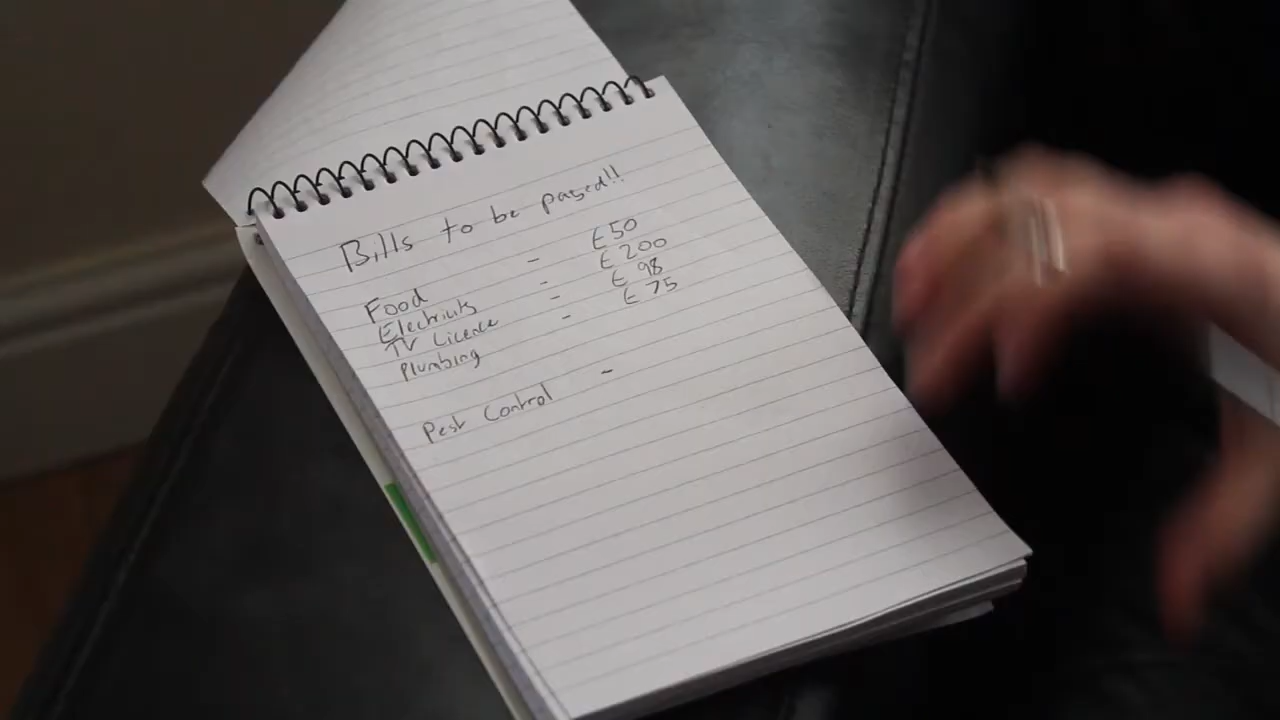 Bills to be payed!!
Food - £50
Electricity - £200
TV Licence - £98
Plumbing - £75
Pest Control -